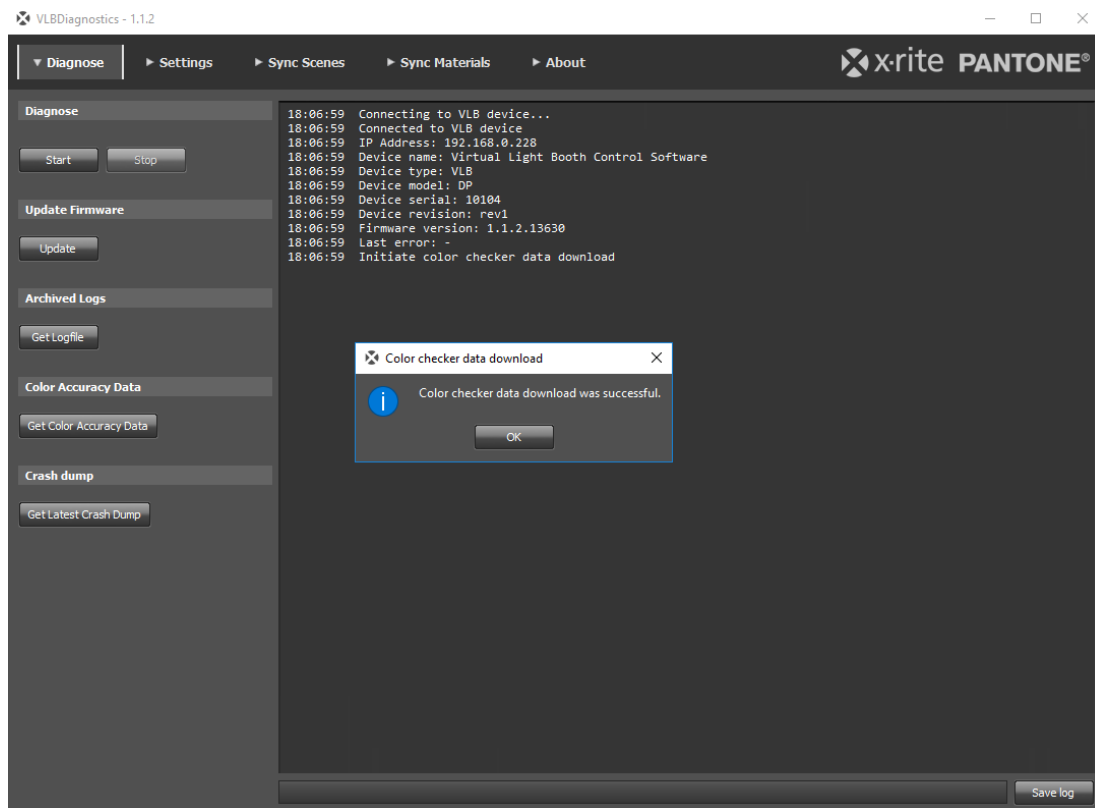 VLBDiagnostics - 1.1.2
Diagnose
Settings
Sync Scenes
Sync Materials
About
x·rite PANTONE®
Diagnose
Start
Stop
Update Firmware
Update
Archived Logs
Get Logfile
Color Accuracy Data
Get Color Accuracy Data
Crash dump
Get Latest Crash Dump
18:06:59 Connecting to VLB device...
18:06:59 Connected to VLB device
18:06:59 IP Address: 192.168.0.228
18:06:59 Device name: Virtual Light Booth Control Software
18:06:59 Device type: VLB
18:06:59 Device model: DP
18:06:59 Device serial: 10104
18:06:59 Device revision: rev1
18:06:59 Firmware version: 1.1.2.13630
18:06:59 Last error: -
18:06:59 Initiate color checker data download
Color checker data download
Color checker data download was successful.
OK
Save log